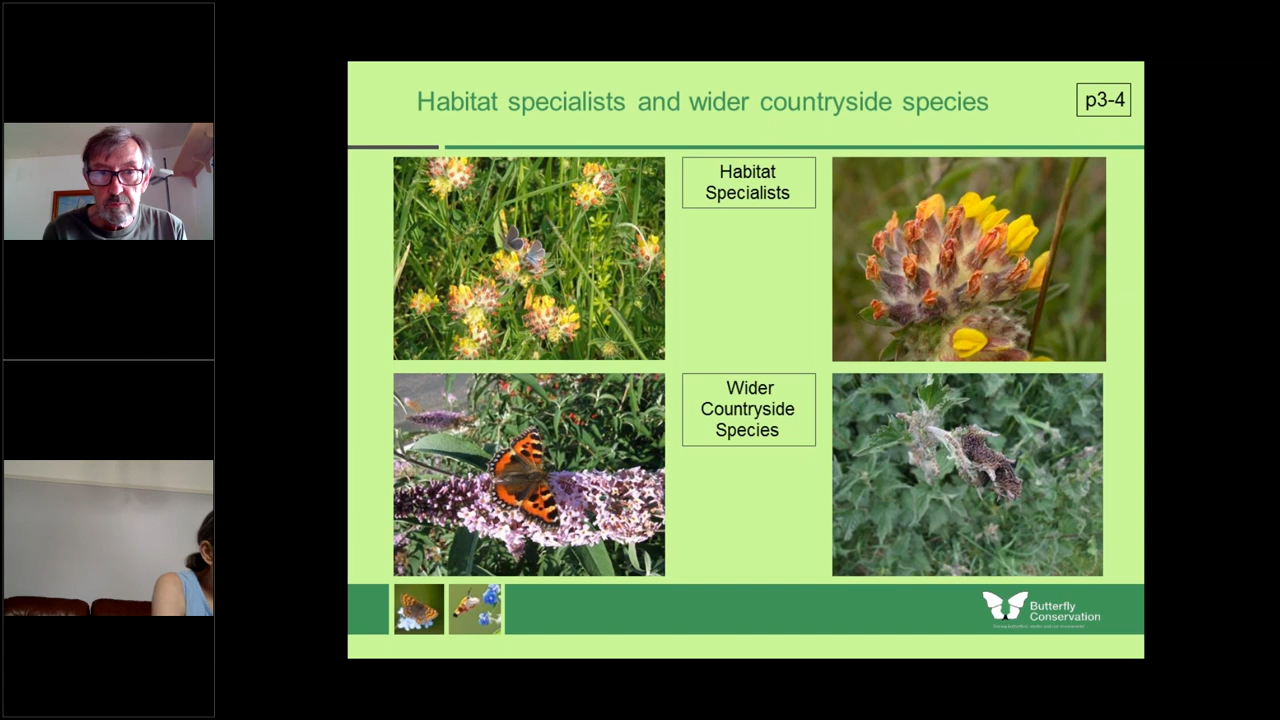 Habitat specialists and wider countryside species
p3-4
Habitat
Specialists
Wider
Countryside
Species
Butterfly
Conservation